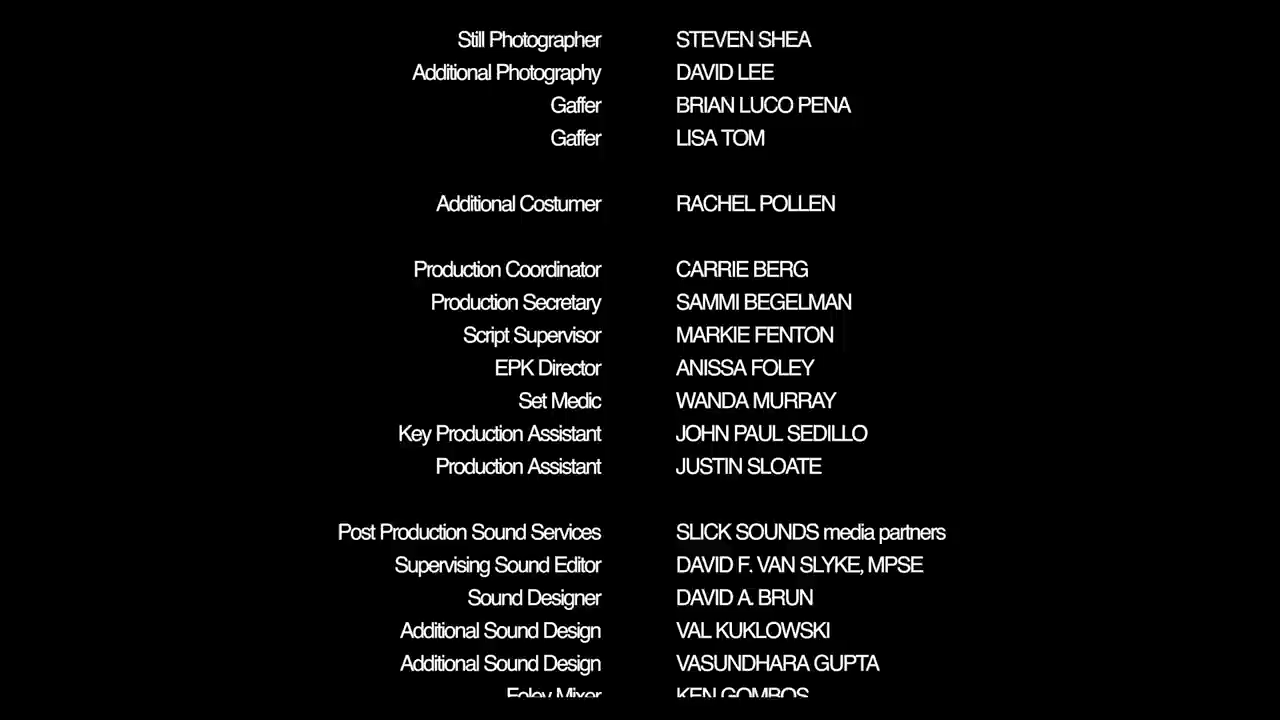 Still Photographer STEVEN SHEA
Additional Photography DAVID LEE
Gaffer BRIAN LUCO PENA
Gaffer LISA TOM
Additional Costumer RACHEL POLLEN
Production Coordinator CARRIE BERG
Production Secretary SAMMI BEGELMAN
Script Supervisor MARKIE FENTON
EPK Director ANISSA FOLEY
Set Medic WANDA MURRAY
Key Production Assistant JOHN PAUL SEDILLO
Production Assistant JUSTIN SLOATE
Post Production Sound Services SLICK SOUNDS media partners
Supervising Sound Editor DAVID F. VAN SLYKE, MPSE
Sound Designer DAVID A. BRUN
Additional Sound Design VAL KUKLOWSKI
Additional Sound Design VASUNDHARA GUPTA
Foley Mixer KEN GOMBOS